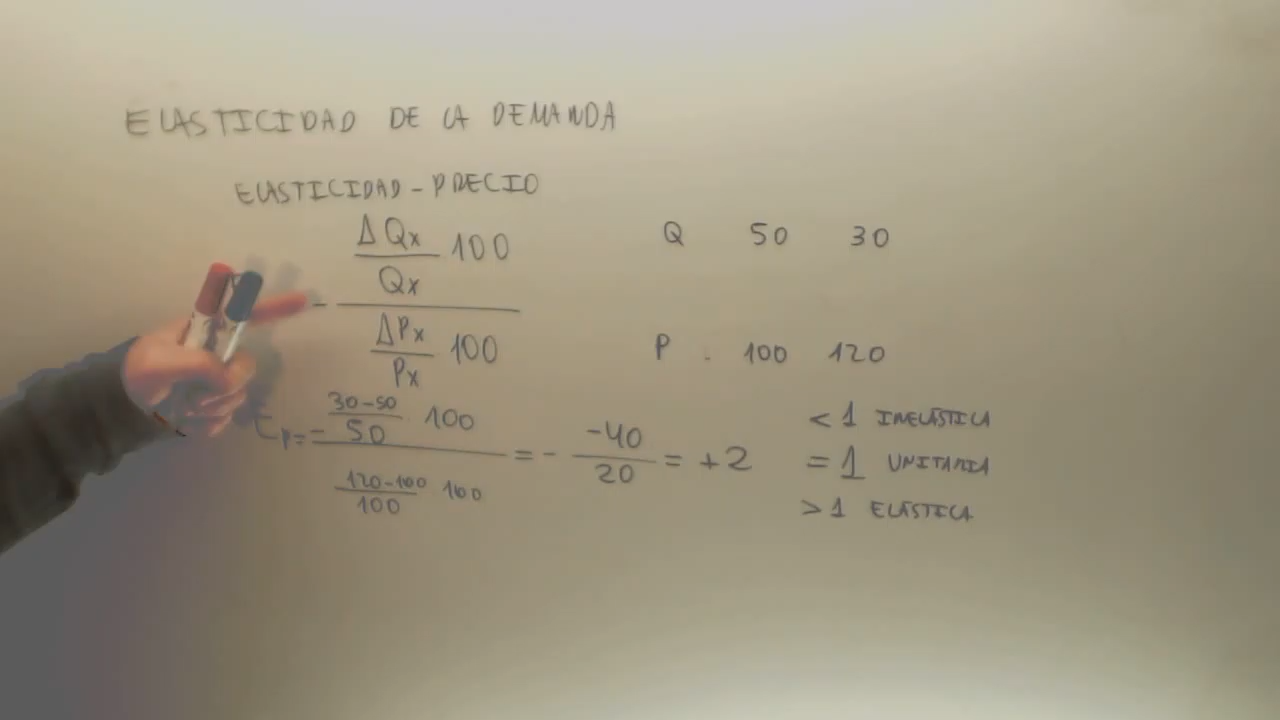 ELASTICIDAD DE LA DEMANDA
ELASTICIDAD - PRECIO
ΔQx
Qx
100
-
ΔPx
Px
100
Q 50 30
P . 100 120
Ep = -
30-50
50
100
120-100
100
100
= -
-40
20
= +2
< 1 INELÁSTICA
= 1 UNITARIA
> 1 ELÁSTICA